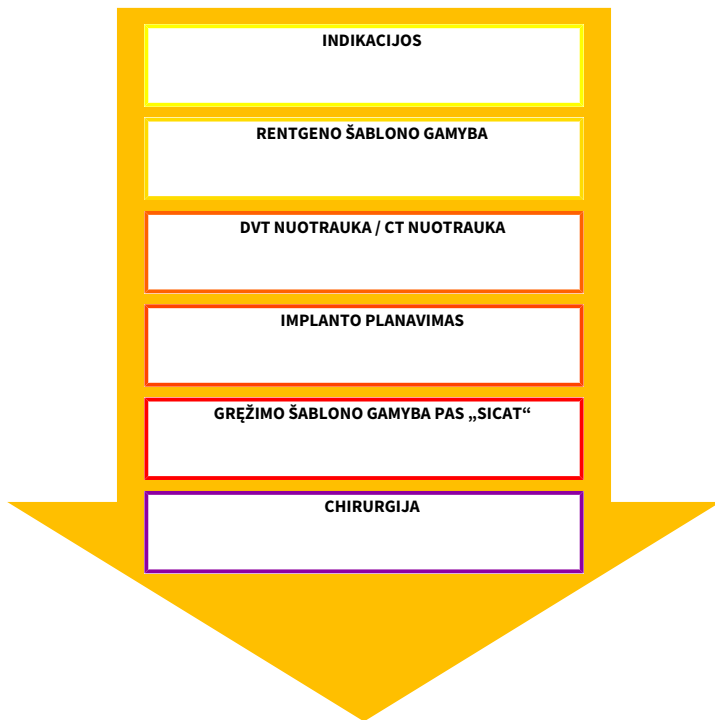 INDIKACIJOS
RENTGENO ŠABLONO GAMYBA
DVT NUOTRAUKA / CT NUOTRAUKA
IMPLANTO PLANAVIMAS
GRĘŽIMO ŠABLONO GAMYBA PAS „SICAT“
CHIRURGIJA